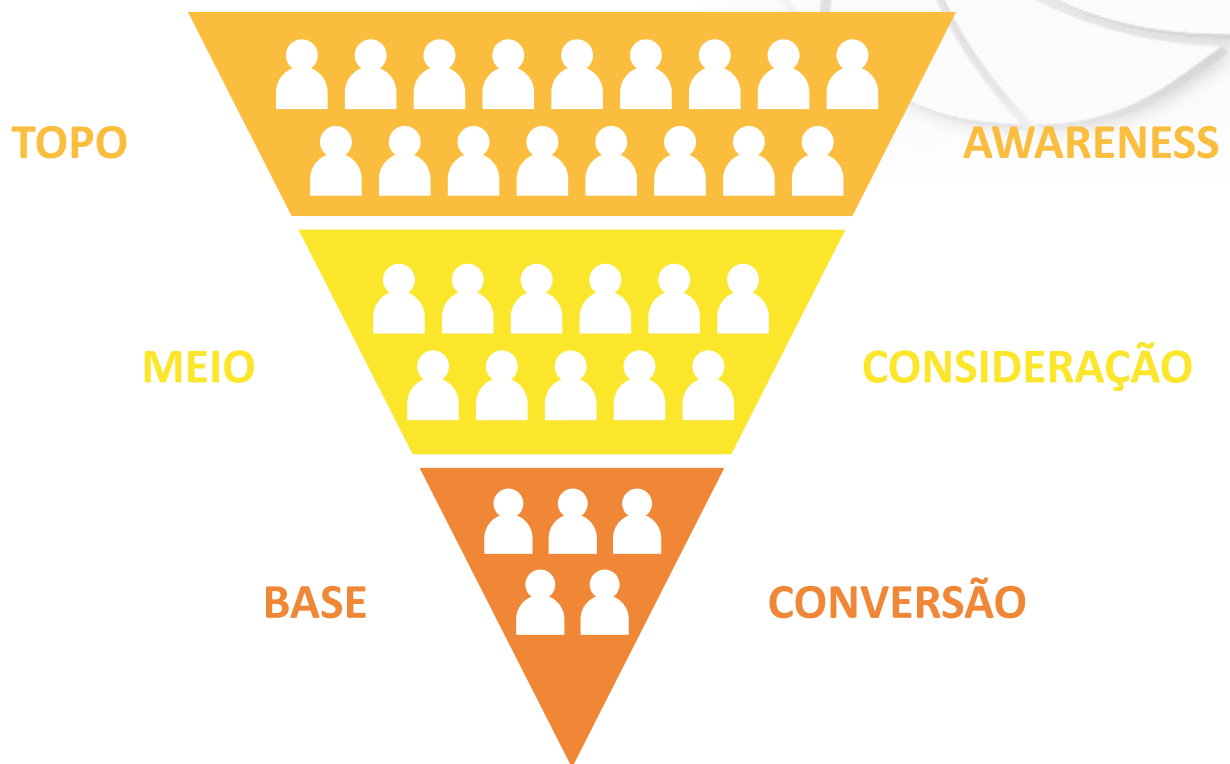 TOPO
AWARENESS
MEIO
CONSIDERAÇÃO
BASE
CONVERSÃO